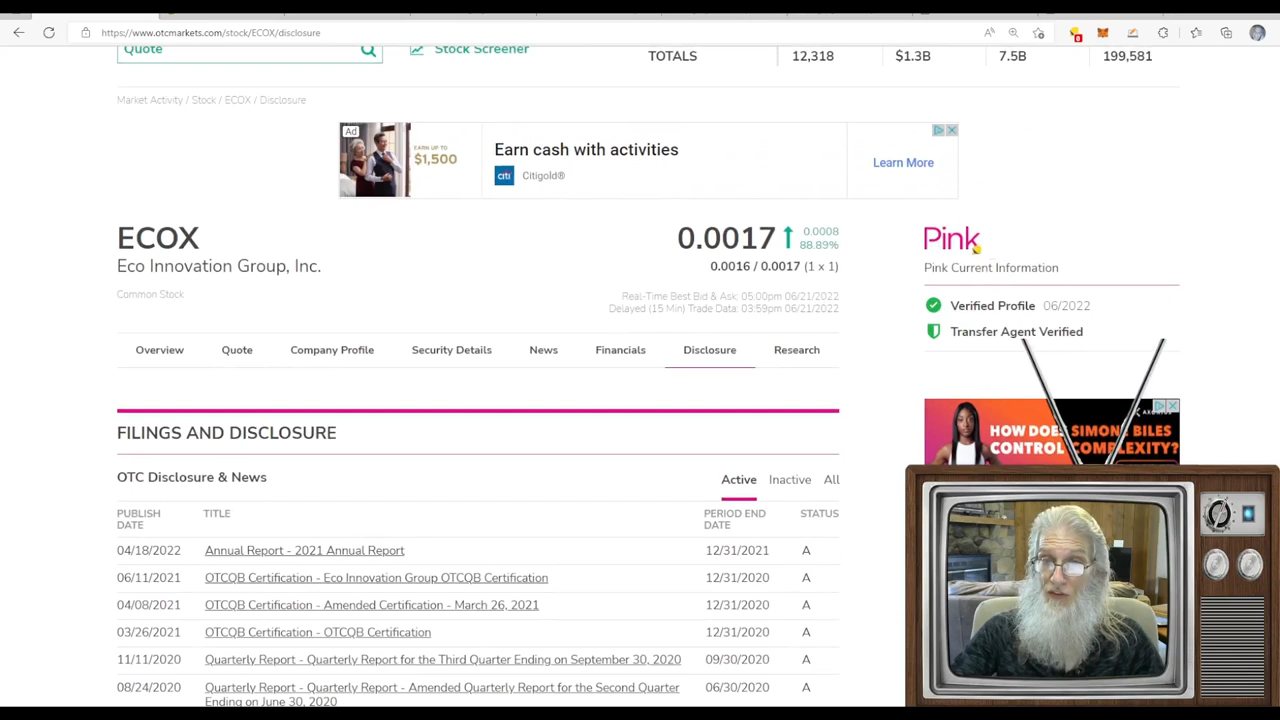 https://www.otcmarkets.com/stock/ECOX/disclosure
Quote
Stock Screener
TOTALS 12,318 $1.3B 7.5B 199,581
Market Activity / Stock / ECOX / Disclosure
Ad
EARN UP TO
$1,500
Earn cash with activities
citi Citigold®
Learn More
ECOX
Eco Innovation Group, Inc.
Common Stock
0.0017 0.0008
88.89%
0.0016 / 0.0017 (1 x 1)
Real-Time Best Bid & Ask: 05:00pm 06/21/2022
Delayed (15 Min) Trade Data: 03:59pm 06/21/2022
Pink
Pink Current Information
Verified Profile 06/2022
Transfer Agent Verified
Overview Quote Company Profile Security Details News Financials Disclosure Research
HOW DOES SIMONE BILES
CONTROL COMPLEXITY?
FILINGS AND DISCLOSURE
OTC Disclosure & News
Active Inactive All
PUBLISH DATE TITLE PERIOD END DATE STATUS
04/18/2022 Annual Report - 2021 Annual Report 12/31/2021 A
06/11/2021 OTCQB Certification - Eco Innovation Group OTCQB Certification 12/31/2020 A
04/08/2021 OTCQB Certification - Amended Certification - March 26, 2021 12/31/2020 A
03/26/2021 OTCQB Certification - OTCQB Certification 12/31/2020 A
11/11/2020 Quarterly Report - Quarterly Report for the Third Quarter Ending on September 30, 2020 09/30/2020 A
08/24/2020 Quarterly Report - Quarterly Report - Amended Quarterly Report for the Second Quarter 06/30/2020 A
Ending on June 30, 2020